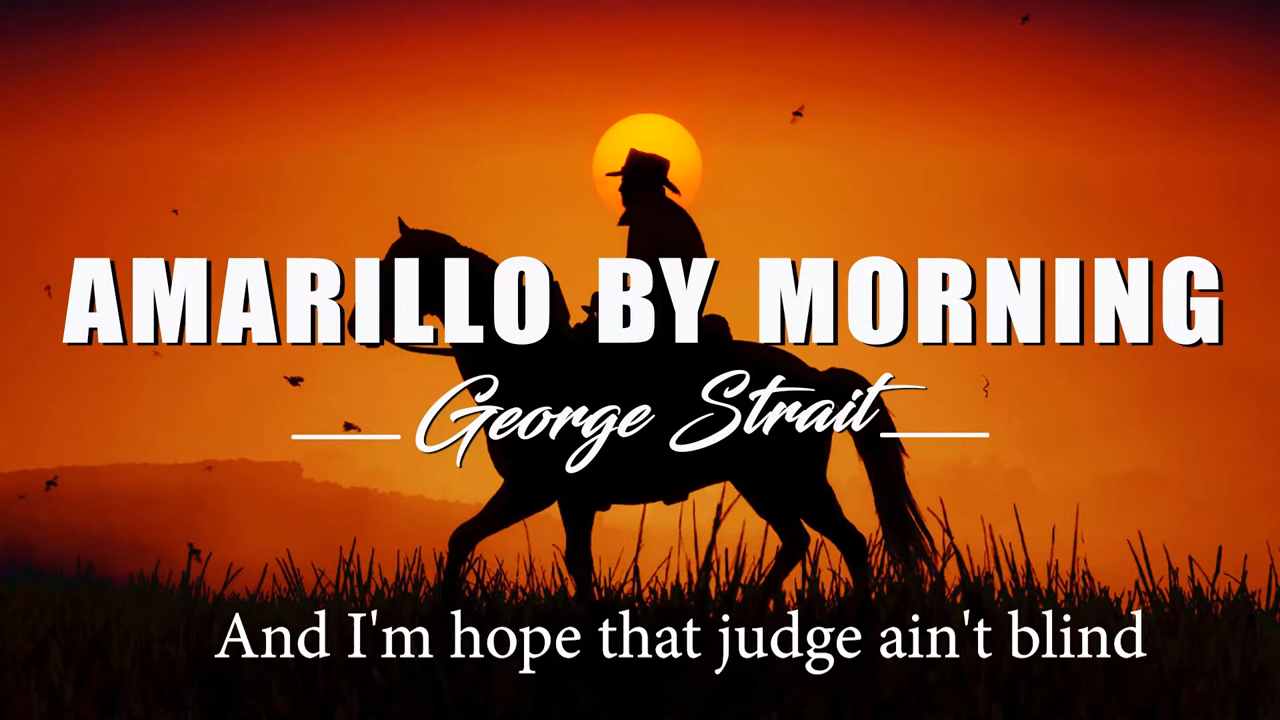 AMARILLO BY MORNING
George Strait
And I'm hope that judge ain't blind